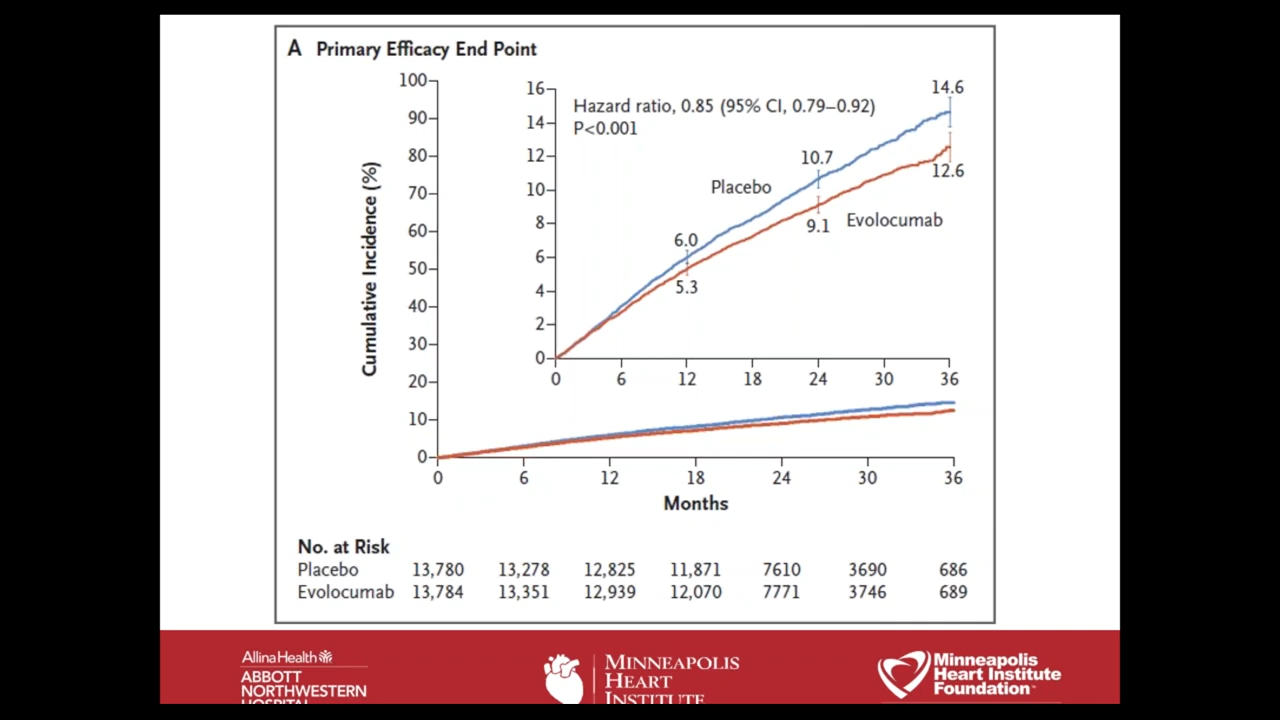 A Primary Efficacy End Point
Cumulative Incidence (%)
100
90
80
70
60
50
40
30
20
10
0
16
14
12
10
8
6
4
2
0
Hazard ratio, 0.85 (95% CI, 0.79–0.92)
P<0.001
14.6
12.6
10.7
9.1
6.0
5.3
Placebo
Evolocumab
0 6 12 18 24 30 36
0 6 12 18 24 30 36
Months
No. at Risk
Placebo 13,780 13,278 12,825 11,871 7610 3690 686
Evolocumab 13,784 13,351 12,939 12,070 7771 3746 689
Allina Health
ABBOTT
NORTHWESTERN
HOSPITAL
MINNEAPOLIS
HEART
INSTITUTE
Minneapolis
Heart Institute
Foundation™